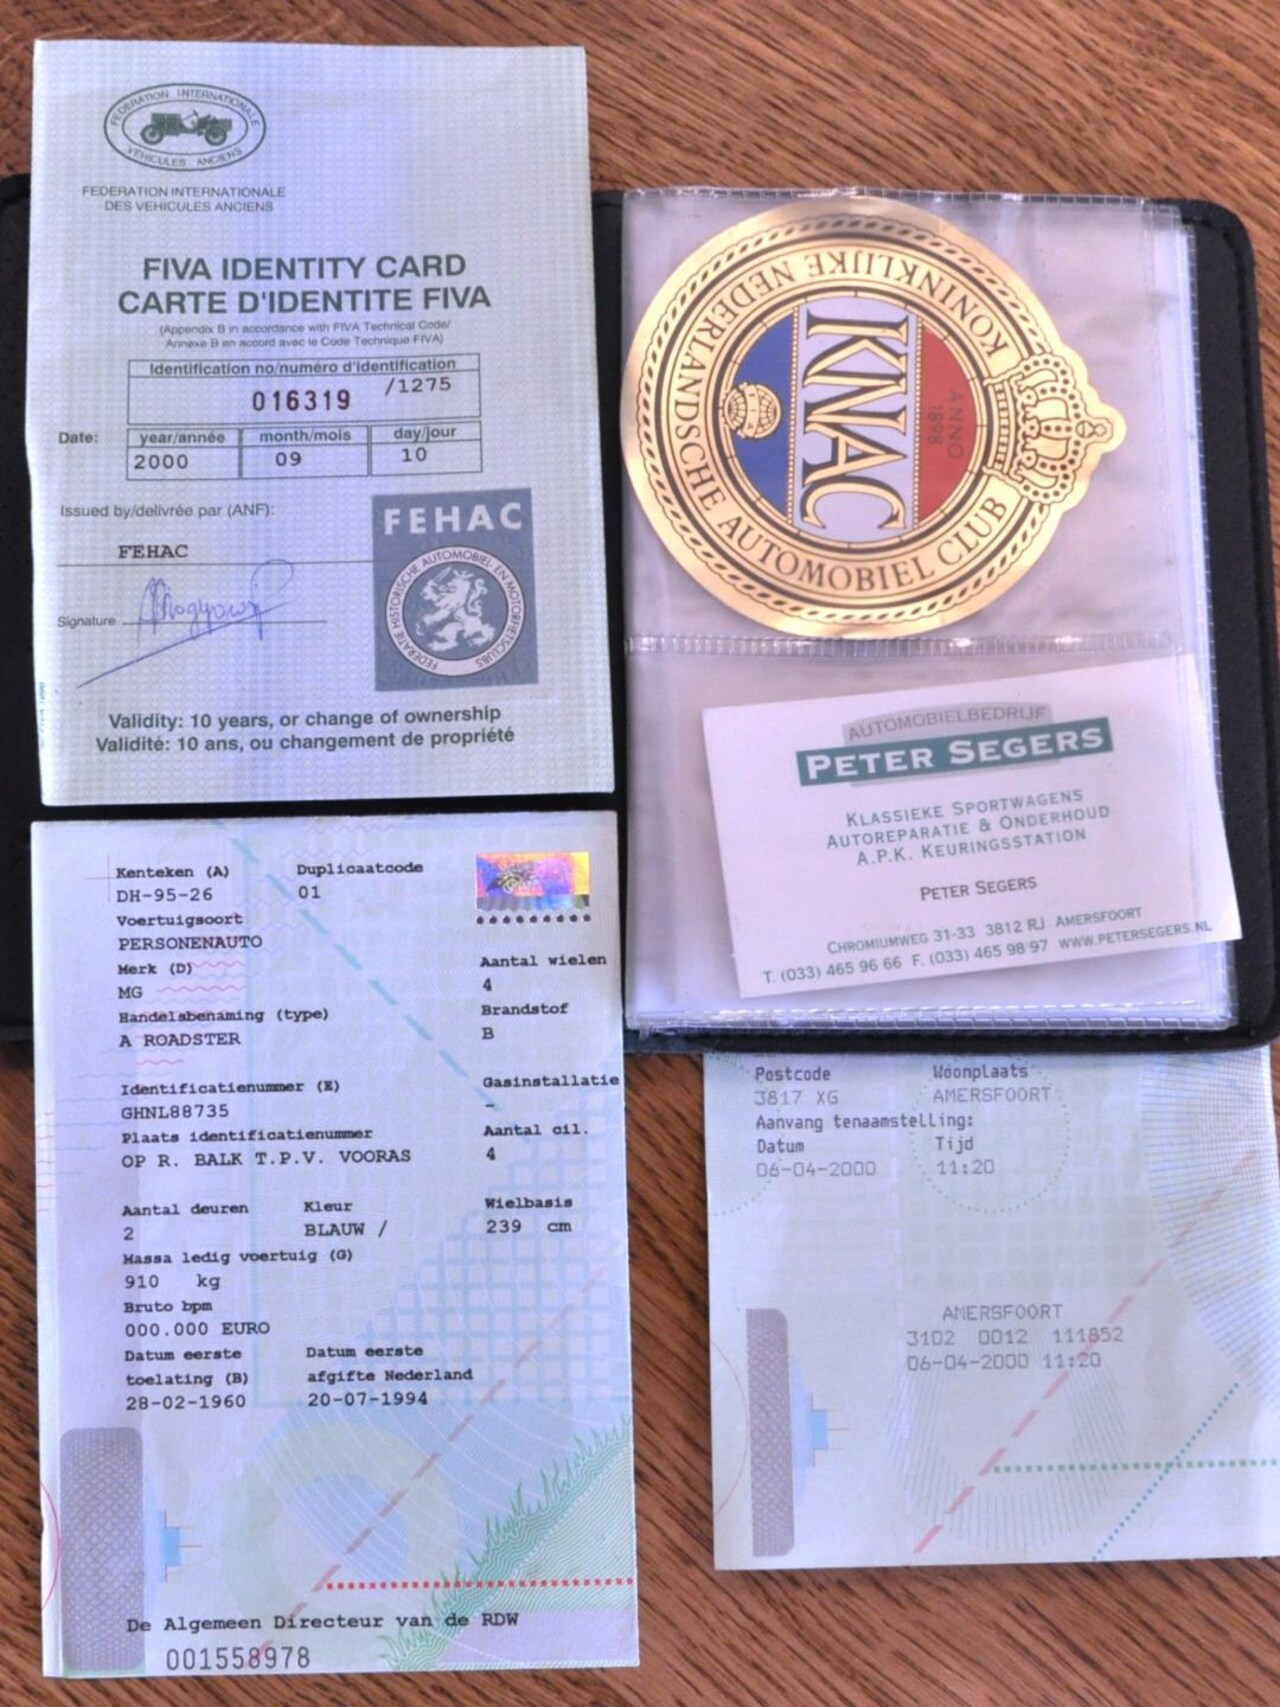 FEDERATION INTERNATIONALE
VEHICULES ANCIENS
FEDERATION INTERNATIONALE
DES VEHICULES ANCIENS
FIVA IDENTITY CARD
CARTE D'IDENTITE FIVA
(Appendix B in accordance with FIVA Technical Code/
Annexe B en accord avec le Code Technique FIVA)
Identification no/numéro d'identification
016319 /1275
Date: year/année month/mois day/jour
2000 09 10
Issued by/delivrée par (ANF):
FEHAC
Signature
FEHAC
FEDERATIE HISTORISCHE AUTOMOBIEL EN MOTORFIETSCLUBS
Validity: 10 years, or change of ownership
Validité: 10 ans, ou changement de propriété
KONINKLIJKE NEDERLANDSCHE AUTOMOBIEL CLUB
KNAC
ANNO
1898
AUTOMOBIELBEDRIJF
PETER SEGERS
KLASSIEKE SPORTWAGENS
AUTOREPARATIE & ONDERHOUD
A.P.K. KEURINGSSTATION
PETER SEGERS
CHROMIUMWEG 31-33 3812 RJ AMERSFOORT
T. (033) 465 96 66 F. (033) 465 98 97 WWW.PETERSEGERS.NL
Kenteken (A) Duplicaatcode
DH-95-26 01
Voertuigsoort
PERSONENAUTO
Merk (D) Aantal wielen
MG 4
Handelsbenaming (type) Brandstof
A ROADSTER B
Identificatienummer (E) Gasinstallatie
GHNL88735 -
Plaats identificatienummer Aantal cil.
OP R. BALK T.P.V. VOORAS 4
Aantal deuren Kleur Wielbasis
2 BLAUW / 239 cm
Massa ledig voertuig (G)
910 kg
Bruto bpm
000.000 EURO
Datum eerste Datum eerste
toelating (B) afgifte Nederland
28-02-1960 20-07-1994
De Algemeen Directeur van de RDW
001558978
Postcode Woonplaats
3817 XG AMERSFOORT
Aanvang tenaamstelling:
Datum Tijd
06-04-2000 11:20
AMERSFOORT
3102 0012 111852
06-04-2000 11:20